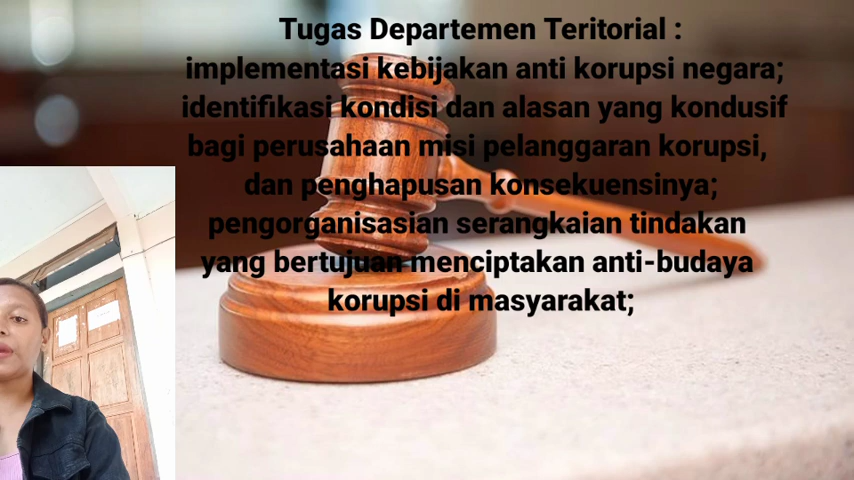 Tugas Departemen Teritorial :
implementasi kebijakan anti korupsi negara;
identifikasi kondisi dan alasan yang kondusif
bagi perusahaan misi pelanggaran korupsi,
dan penghapusan konsekuensinya;
pengorganisasian serangkaian tindakan
yang bertujuan menciptakan anti-budaya
korupsi di masyarakat;